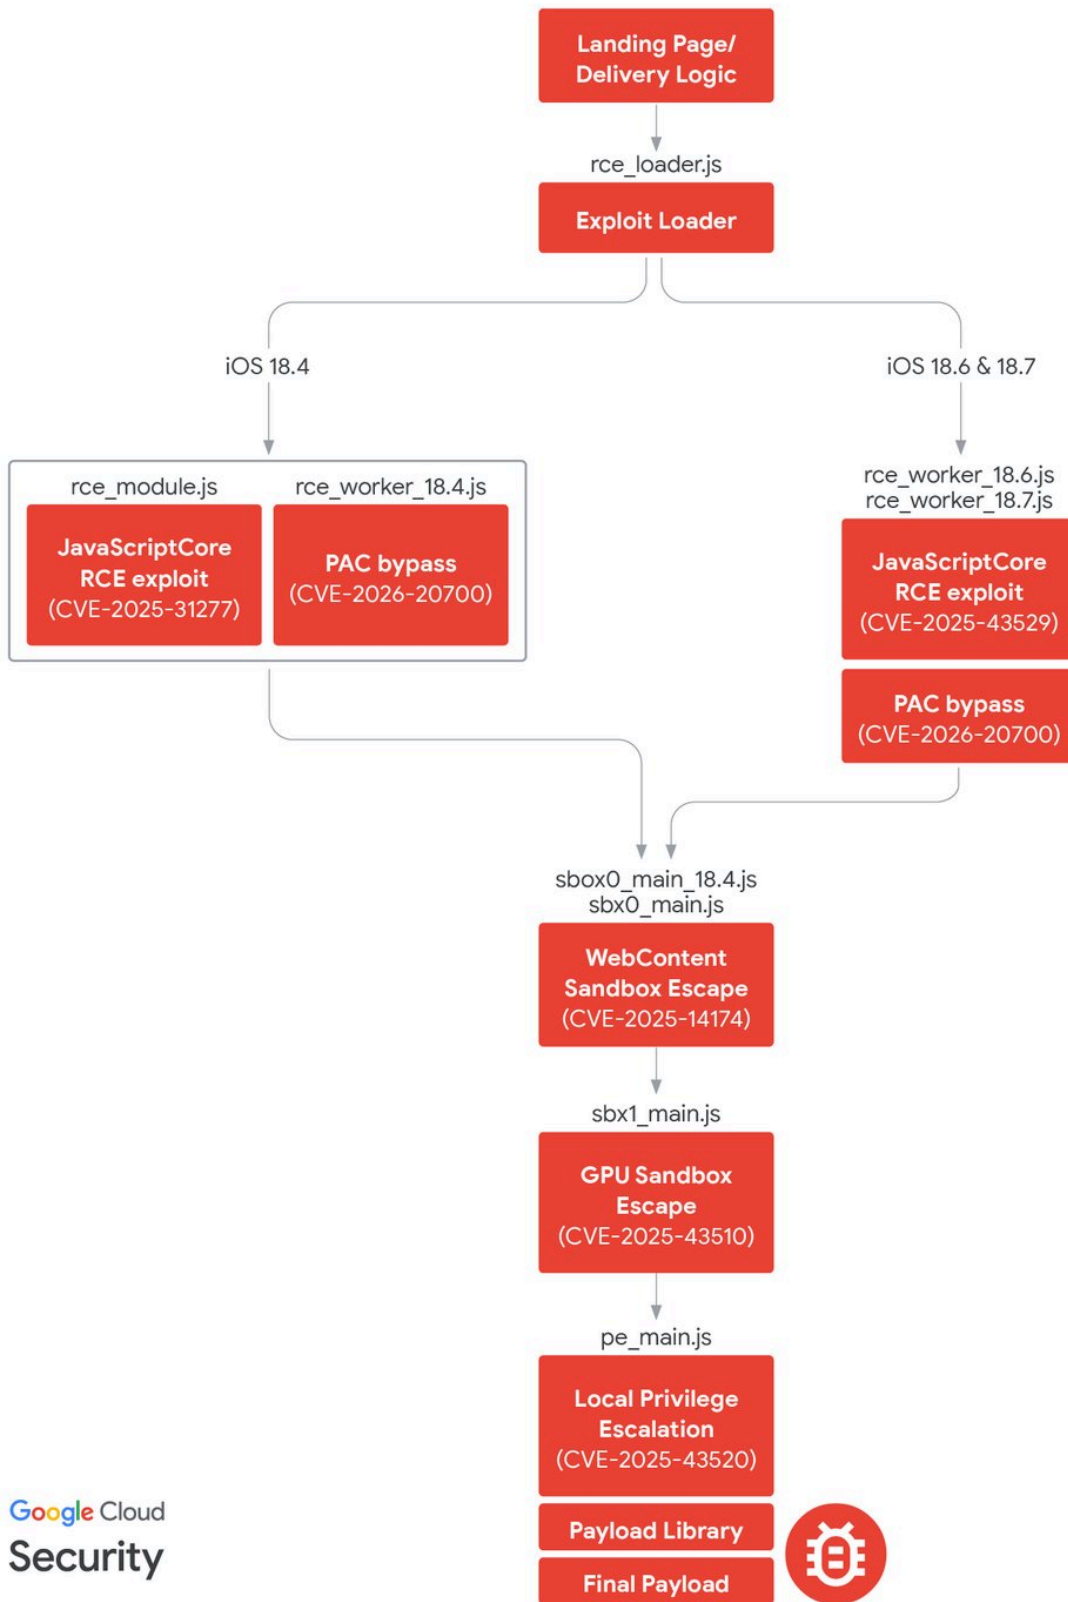 Landing Page/
Delivery Logic
rce_loader.js
Exploit Loader
iOS 18.4
iOS 18.6 & 18.7
rce_module.js
rce_worker_18.4.js
JavaScriptCore
RCE exploit
(CVE-2025-31277)
PAC bypass
(CVE-2026-20700)
rce_worker_18.6.js
rce_worker_18.7.js
JavaScriptCore
RCE exploit
(CVE-2025-43529)
PAC bypass
(CVE-2026-20700)
sbox0_main_18.4.js
sbx0_main.js
WebContent
Sandbox Escape
(CVE-2025-14174)
sbx1_main.js
GPU Sandbox
Escape
(CVE-2025-43510)
pe_main.js
Local Privilege
Escalation
(CVE-2025-43520)
Payload Library
Final Payload
Google Cloud
Security